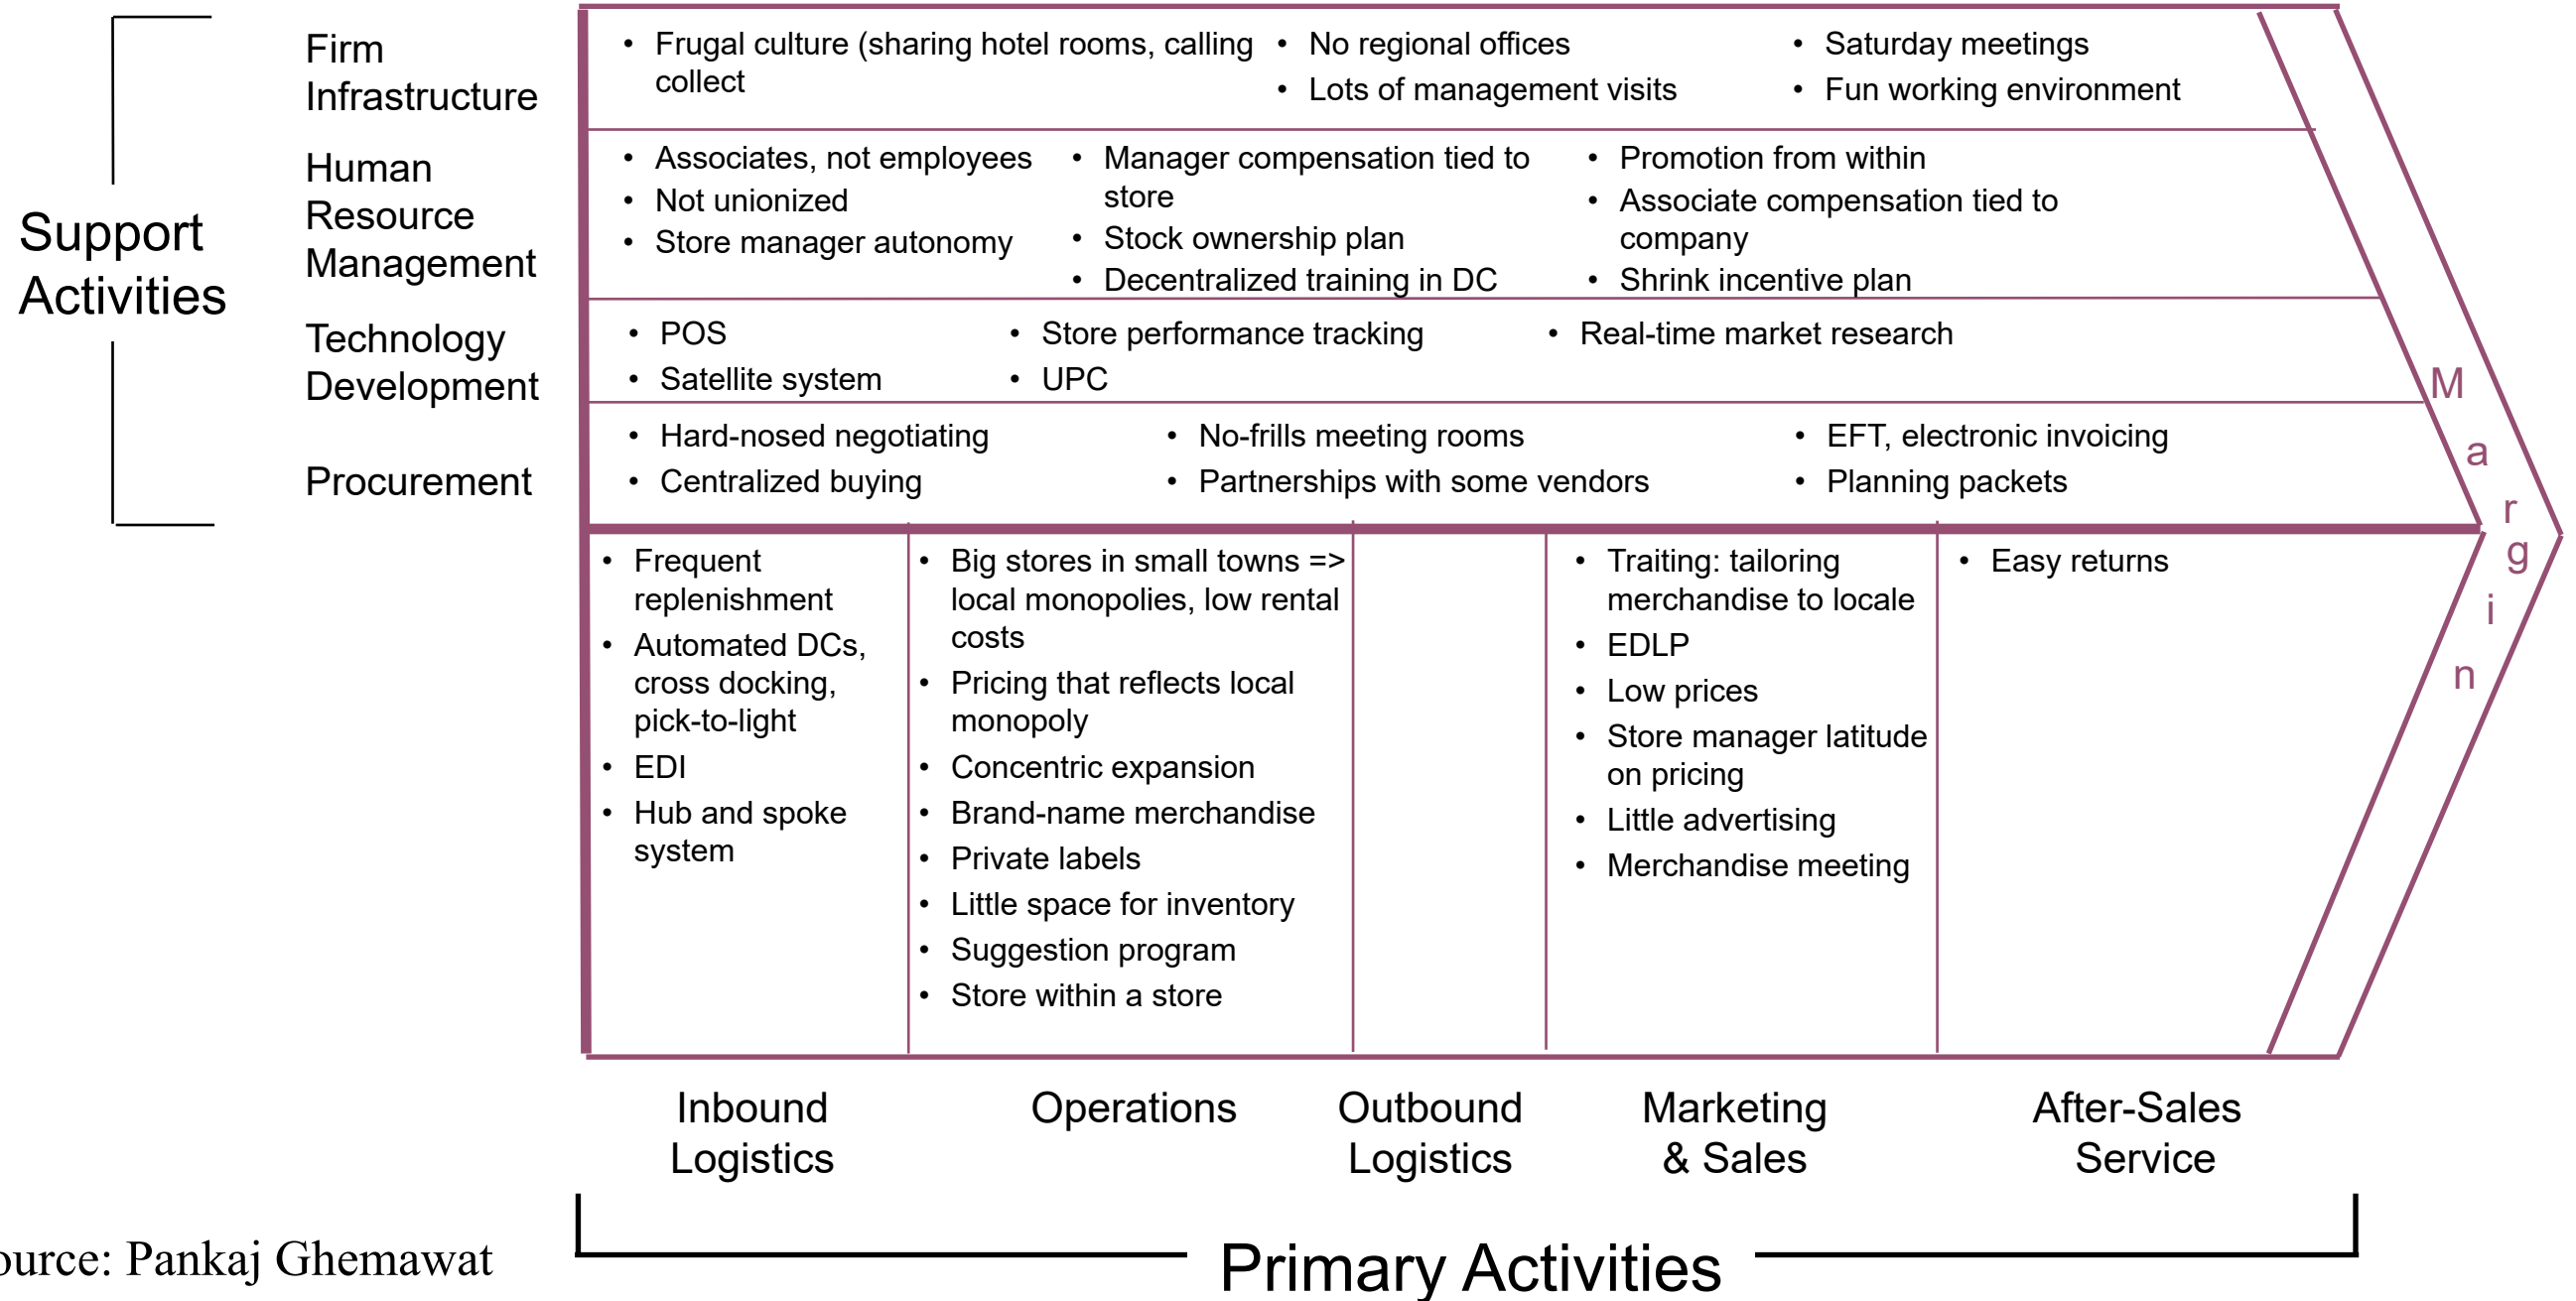 Support
Activities
Firm
Infrastructure
• Frugal culture (sharing hotel rooms, calling
collect
• No regional offices
• Lots of management visits
• Saturday meetings
• Fun working environment
Human
Resource
Management
• Associates, not employees
• Not unionized
• Store manager autonomy
• Manager compensation tied to
store
• Stock ownership plan
• Decentralized training in DC
• Promotion from within
• Associate compensation tied to
company
• Shrink incentive plan
Technology
Development
• POS
• Satellite system
• Store performance tracking
• UPC
• Real-time market research
Procurement
• Hard-nosed negotiating
• Centralized buying
• No-frills meeting rooms
• Partnerships with some vendors
• EFT, electronic invoicing
• Planning packets
Margin
• Frequent
replenishment
• Automated DCs,
cross docking,
pick-to-light
• EDI
• Hub and spoke
system
• Big stores in small towns =>
local monopolies, low rental
costs
• Pricing that reflects local
monopoly
• Concentric expansion
• Brand-name merchandise
• Private labels
• Little space for inventory
• Suggestion program
• Store within a store
• Traiting: tailoring
merchandise to locale
• EDLP
• Low prices
• Store manager latitude
on pricing
• Little advertising
• Merchandise meeting
• Easy returns
Inbound
Logistics
Operations
Outbound
Logistics
Marketing
& Sales
After-Sales
Service
Primary Activities
ource: Pankaj Ghemawat